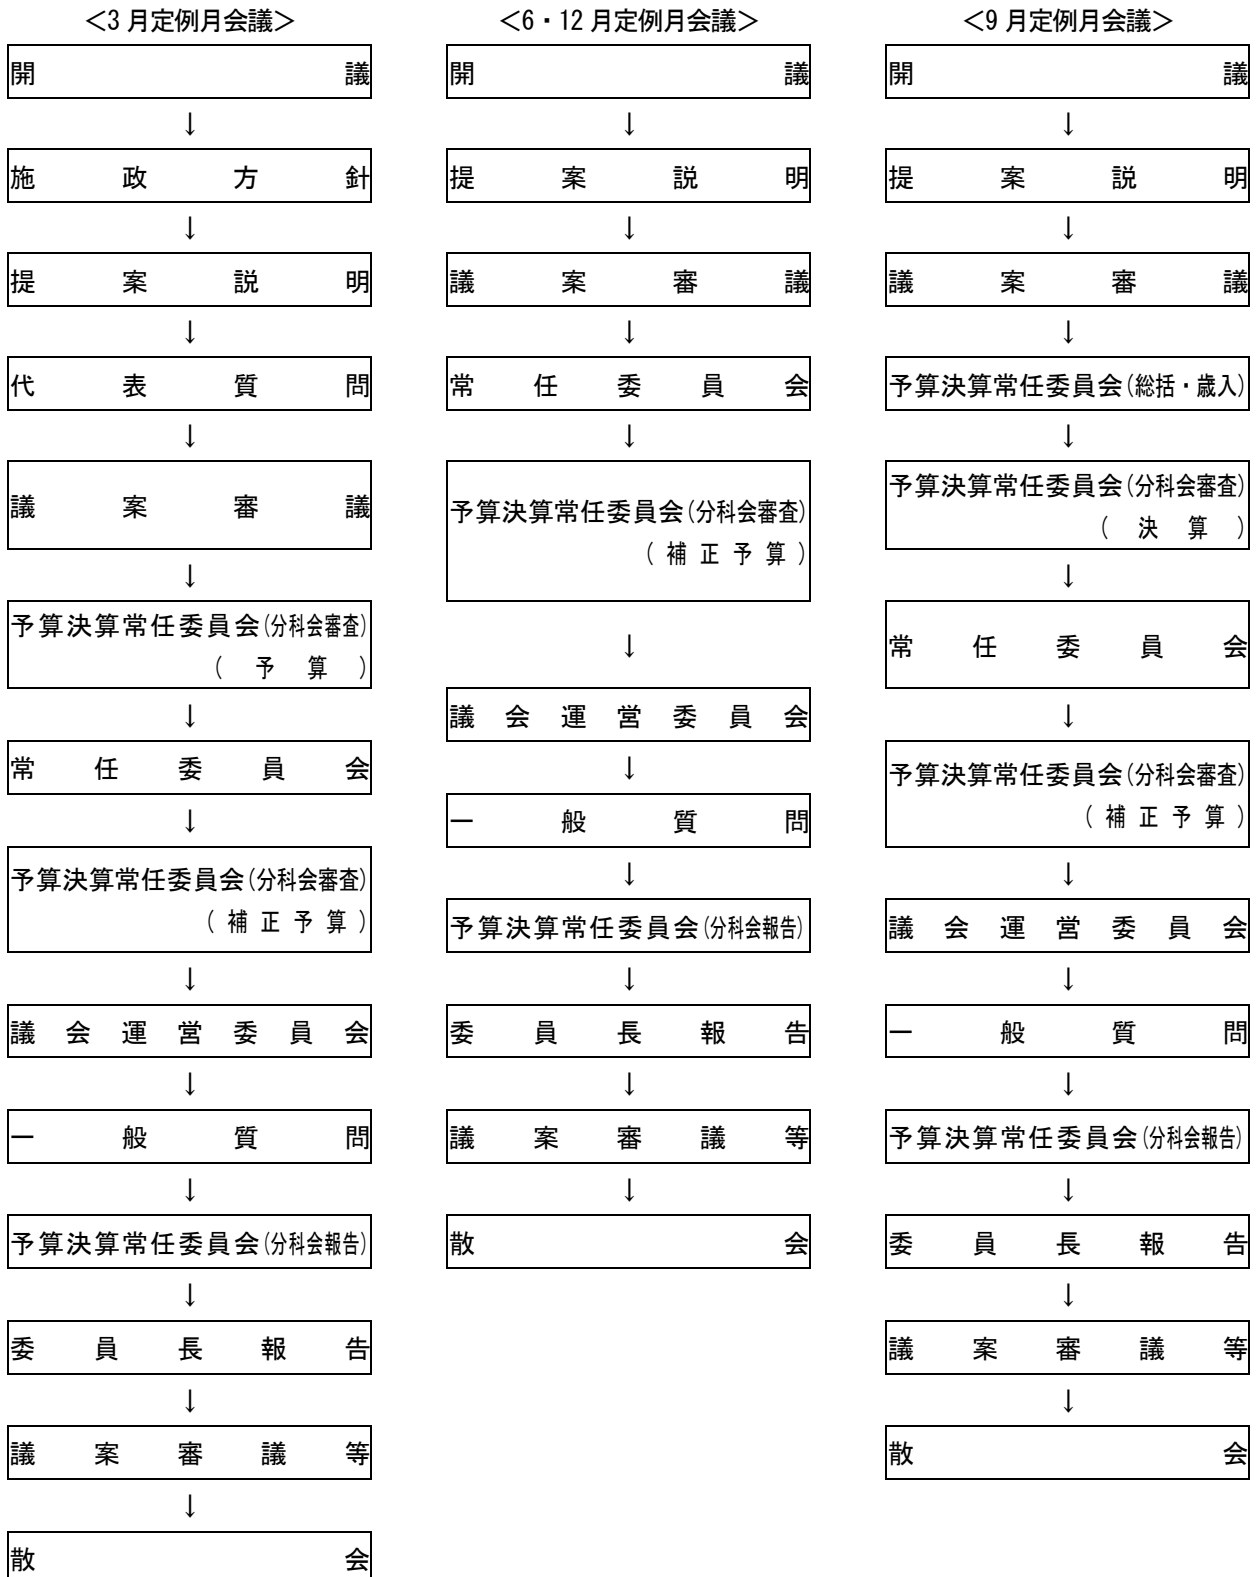 <3月定例月会議>
開議
↓
施政方針
↓
提案説明
↓
代表質問
↓
議案審議
↓
予算決算常任委員会(分科会審査)
(予算)
↓
常任委員会
↓
予算決算常任委員会(分科会審査)
(補正予算)
↓
議会運営委員会
↓
一般質問
↓
予算決算常任委員会(分科会報告)
↓
委員長報告
↓
議案審議等
↓
散会
<6・12月定例月会議>
開議
↓
提案説明
↓
議案審議
↓
常任委員会
↓
予算決算常任委員会(分科会審査)
(補正予算)
↓
議会運営委員会
↓
一般質問
↓
予算決算常任委員会(分科会報告)
↓
委員長報告
↓
議案審議等
↓
散会
<9月定例月会議>
開議
↓
提案説明
↓
議案審議
↓
予算決算常任委員会(総括・歳入)
↓
予算決算常任委員会(分科会審査)
(決算)
↓
常任委員会
↓
予算決算常任委員会(分科会審査)
(補正予算)
↓
議会運営委員会
↓
一般質問
↓
予算決算常任委員会(分科会報告)
↓
委員長報告
↓
議案審議等
↓
散会